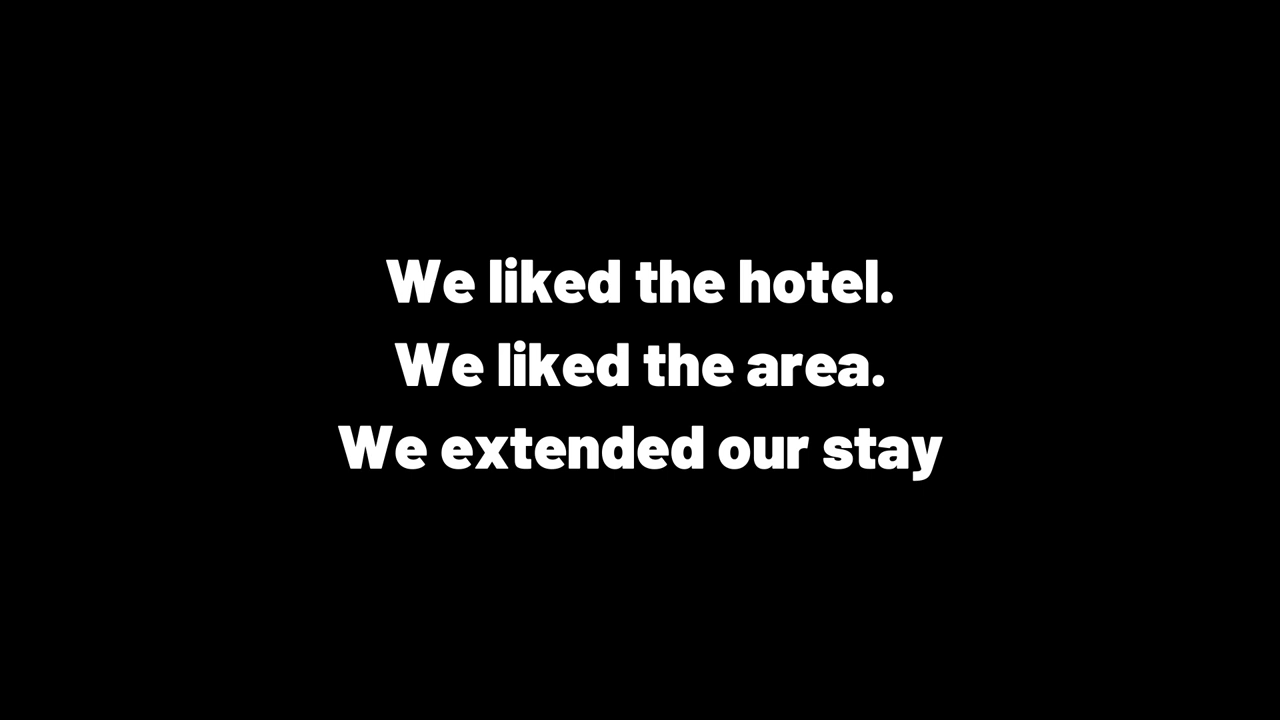 We liked the hotel.
We liked the area.
We extended our stay